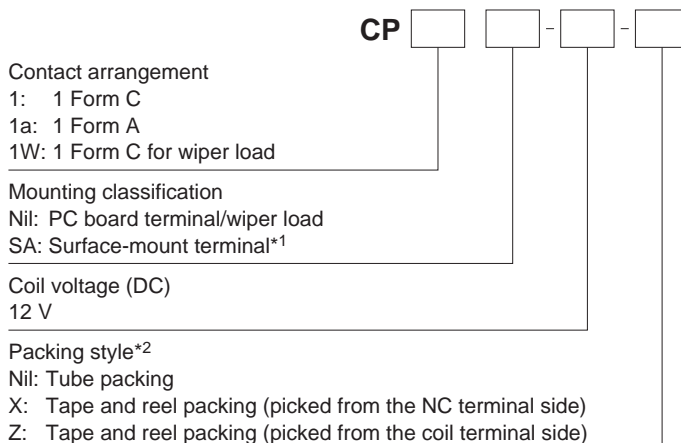 CP - -
Contact arrangement
1: 1 Form C
1a: 1 Form A
1W: 1 Form C for wiper load
Mounting classification
Nil: PC board terminal/wiper load
SA: Surface-mount terminal*1
Coil voltage (DC)
12 V
Packing style*2
Nil: Tube packing
X: Tape and reel packing (picked from the NC terminal side)
Z: Tape and reel packing (picked from the coil terminal side)